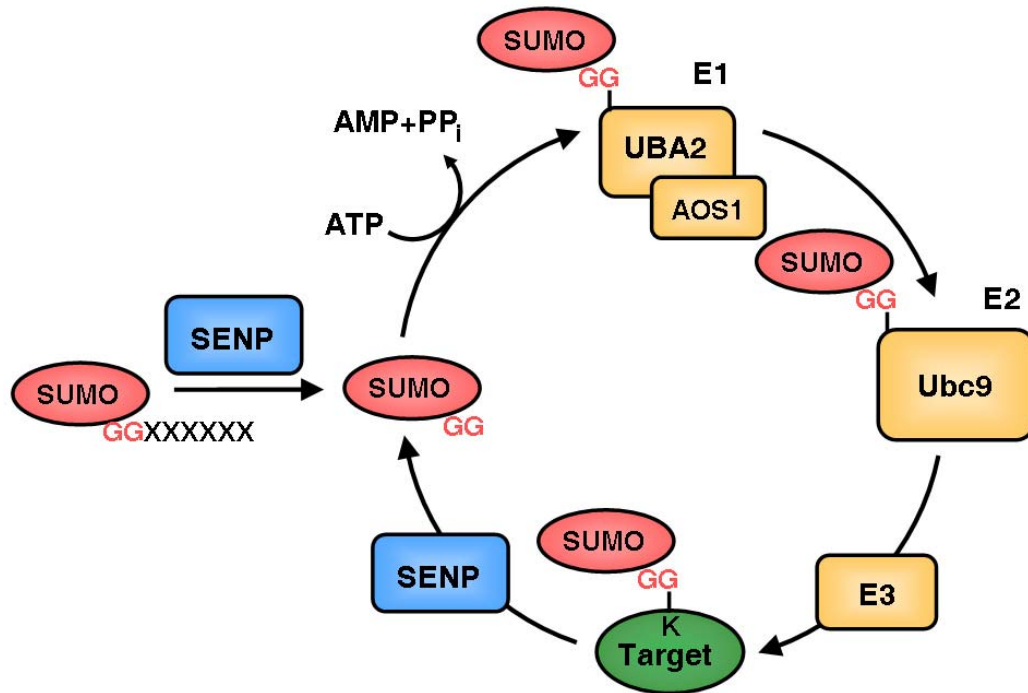 SUMO
GG
E1
AMP+PPi
UBA2
ATP
AOS1
SUMO
GG
E2
SENP
SUMO
GGXXXXXX
SUMO
GG
Ubc9
SUMO
GG
SENP
E3
K
Target